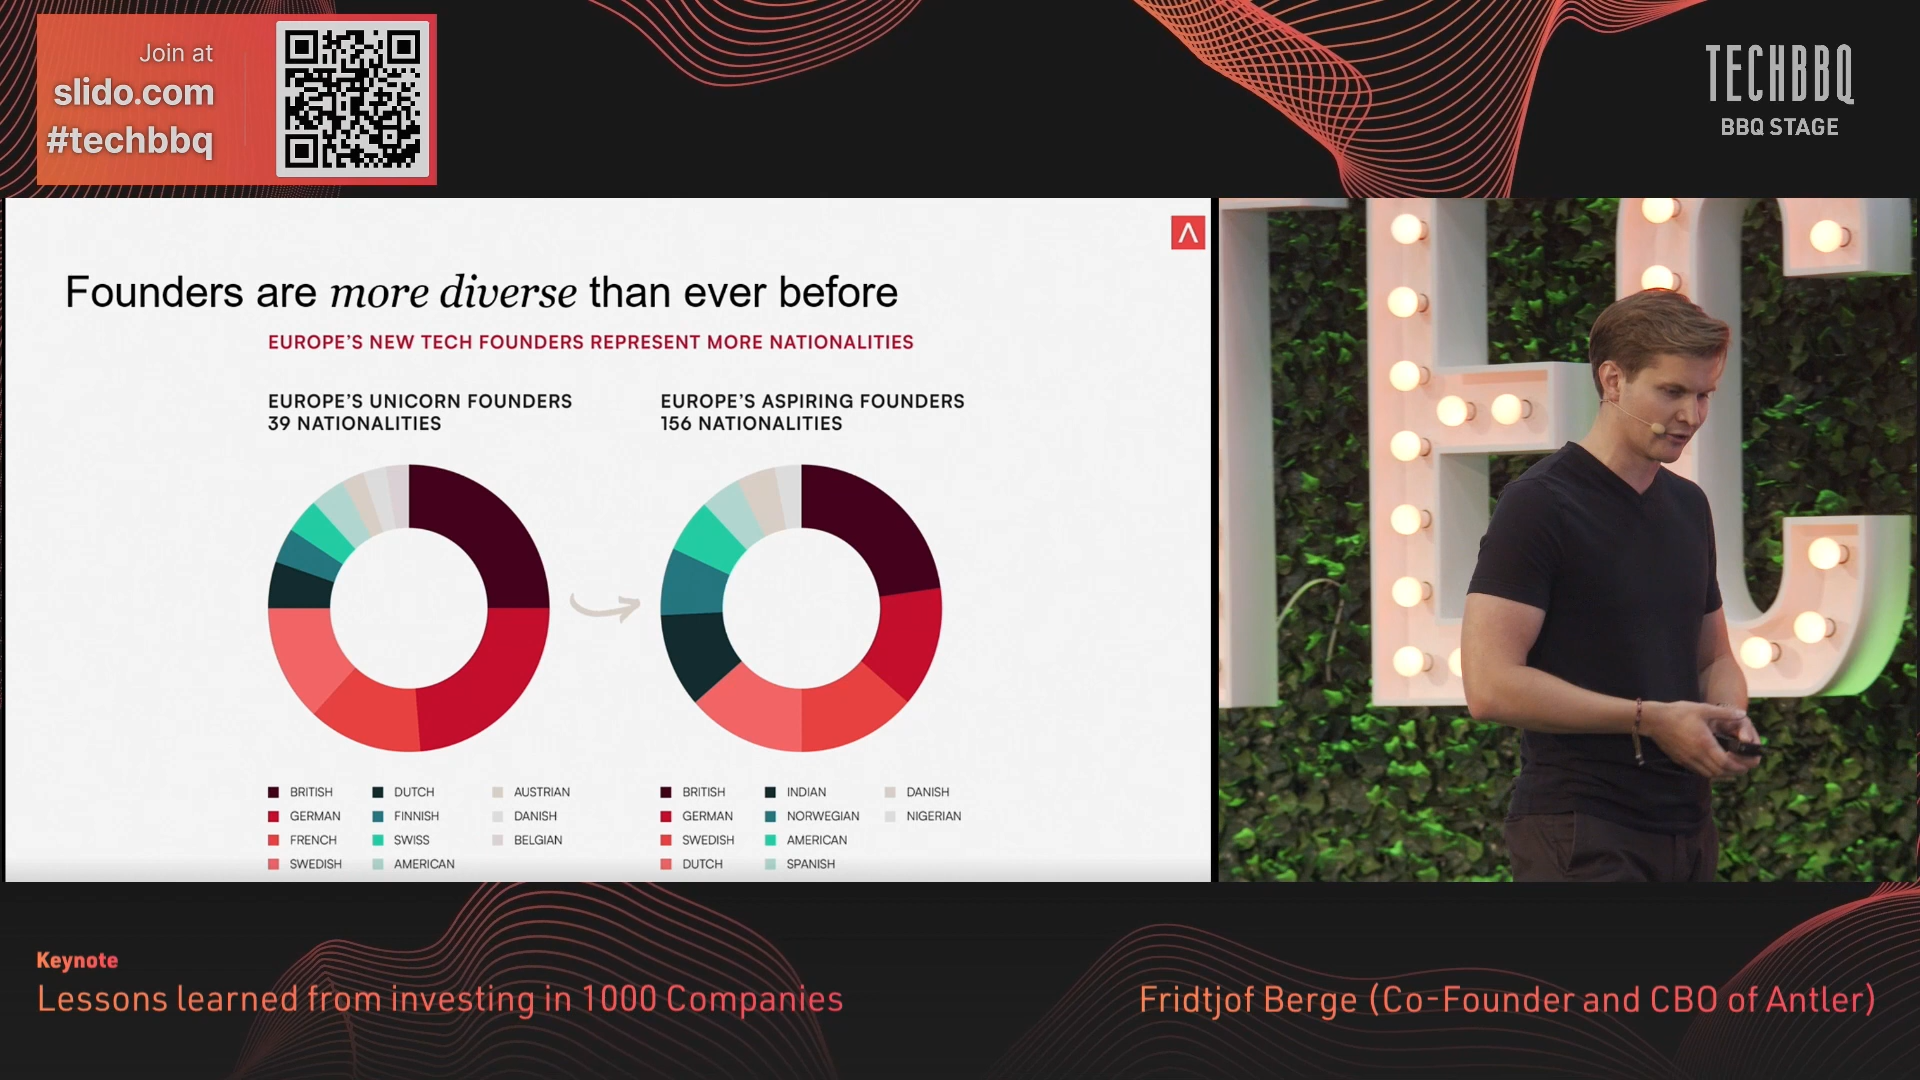 Join at
slido.com
#techbbq
TECHBBQ
BBQ STAGE
Founders are more diverse than ever before
EUROPE'S NEW TECH FOUNDERS REPRESENT MORE NATIONALITIES
EUROPE'S UNICORN FOUNDERS
39 NATIONALITIES
BRITISH
GERMAN
FRENCH
SWEDISH
DUTCH
FINNISH
SWISS
AMERICAN
AUSTRIAN
DANISH
BELGIAN
EUROPE'S ASPIRING FOUNDERS
156 NATIONALITIES
BRITISH
GERMAN
SWEDISH
DUTCH
INDIAN
NORWEGIAN
AMERICAN
SPANISH
DANISH
NIGERIAN
TEC
Keynote
Lessons learned from investing in 1000 Companies
Fridtjof Berge (Co-Founder and CBO of Antler)